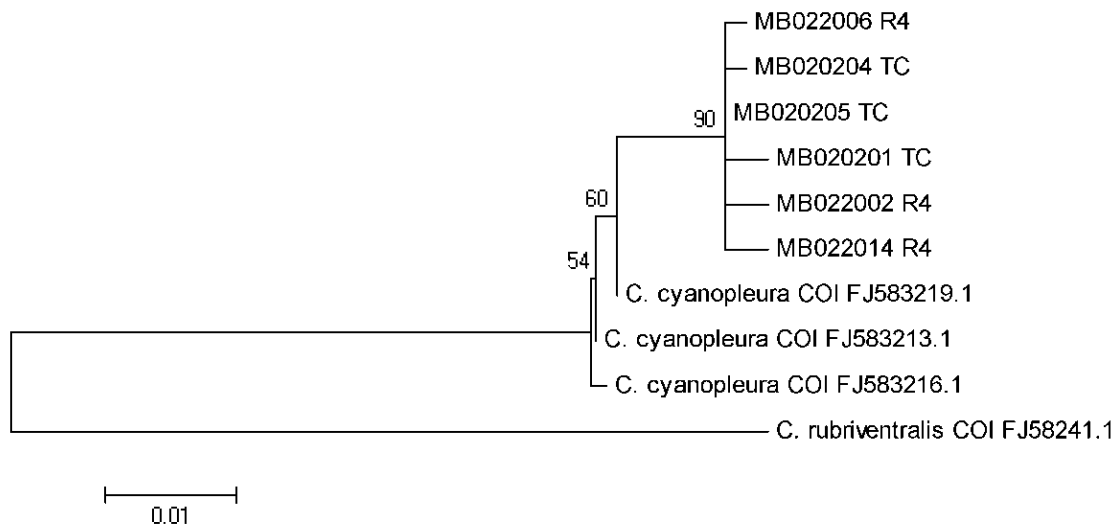 MB022006 R4
MB020204 TC
90
MB020205 TC
MB020201 TC
60
MB022002 R4
MB022014 R4
54
C. cyanopleura COI FJ583219.1
C. cyanopleura COI FJ583213.1
C. cyanopleura COI FJ583216.1
C. rubriventralis COI FJ58241.1
0.01